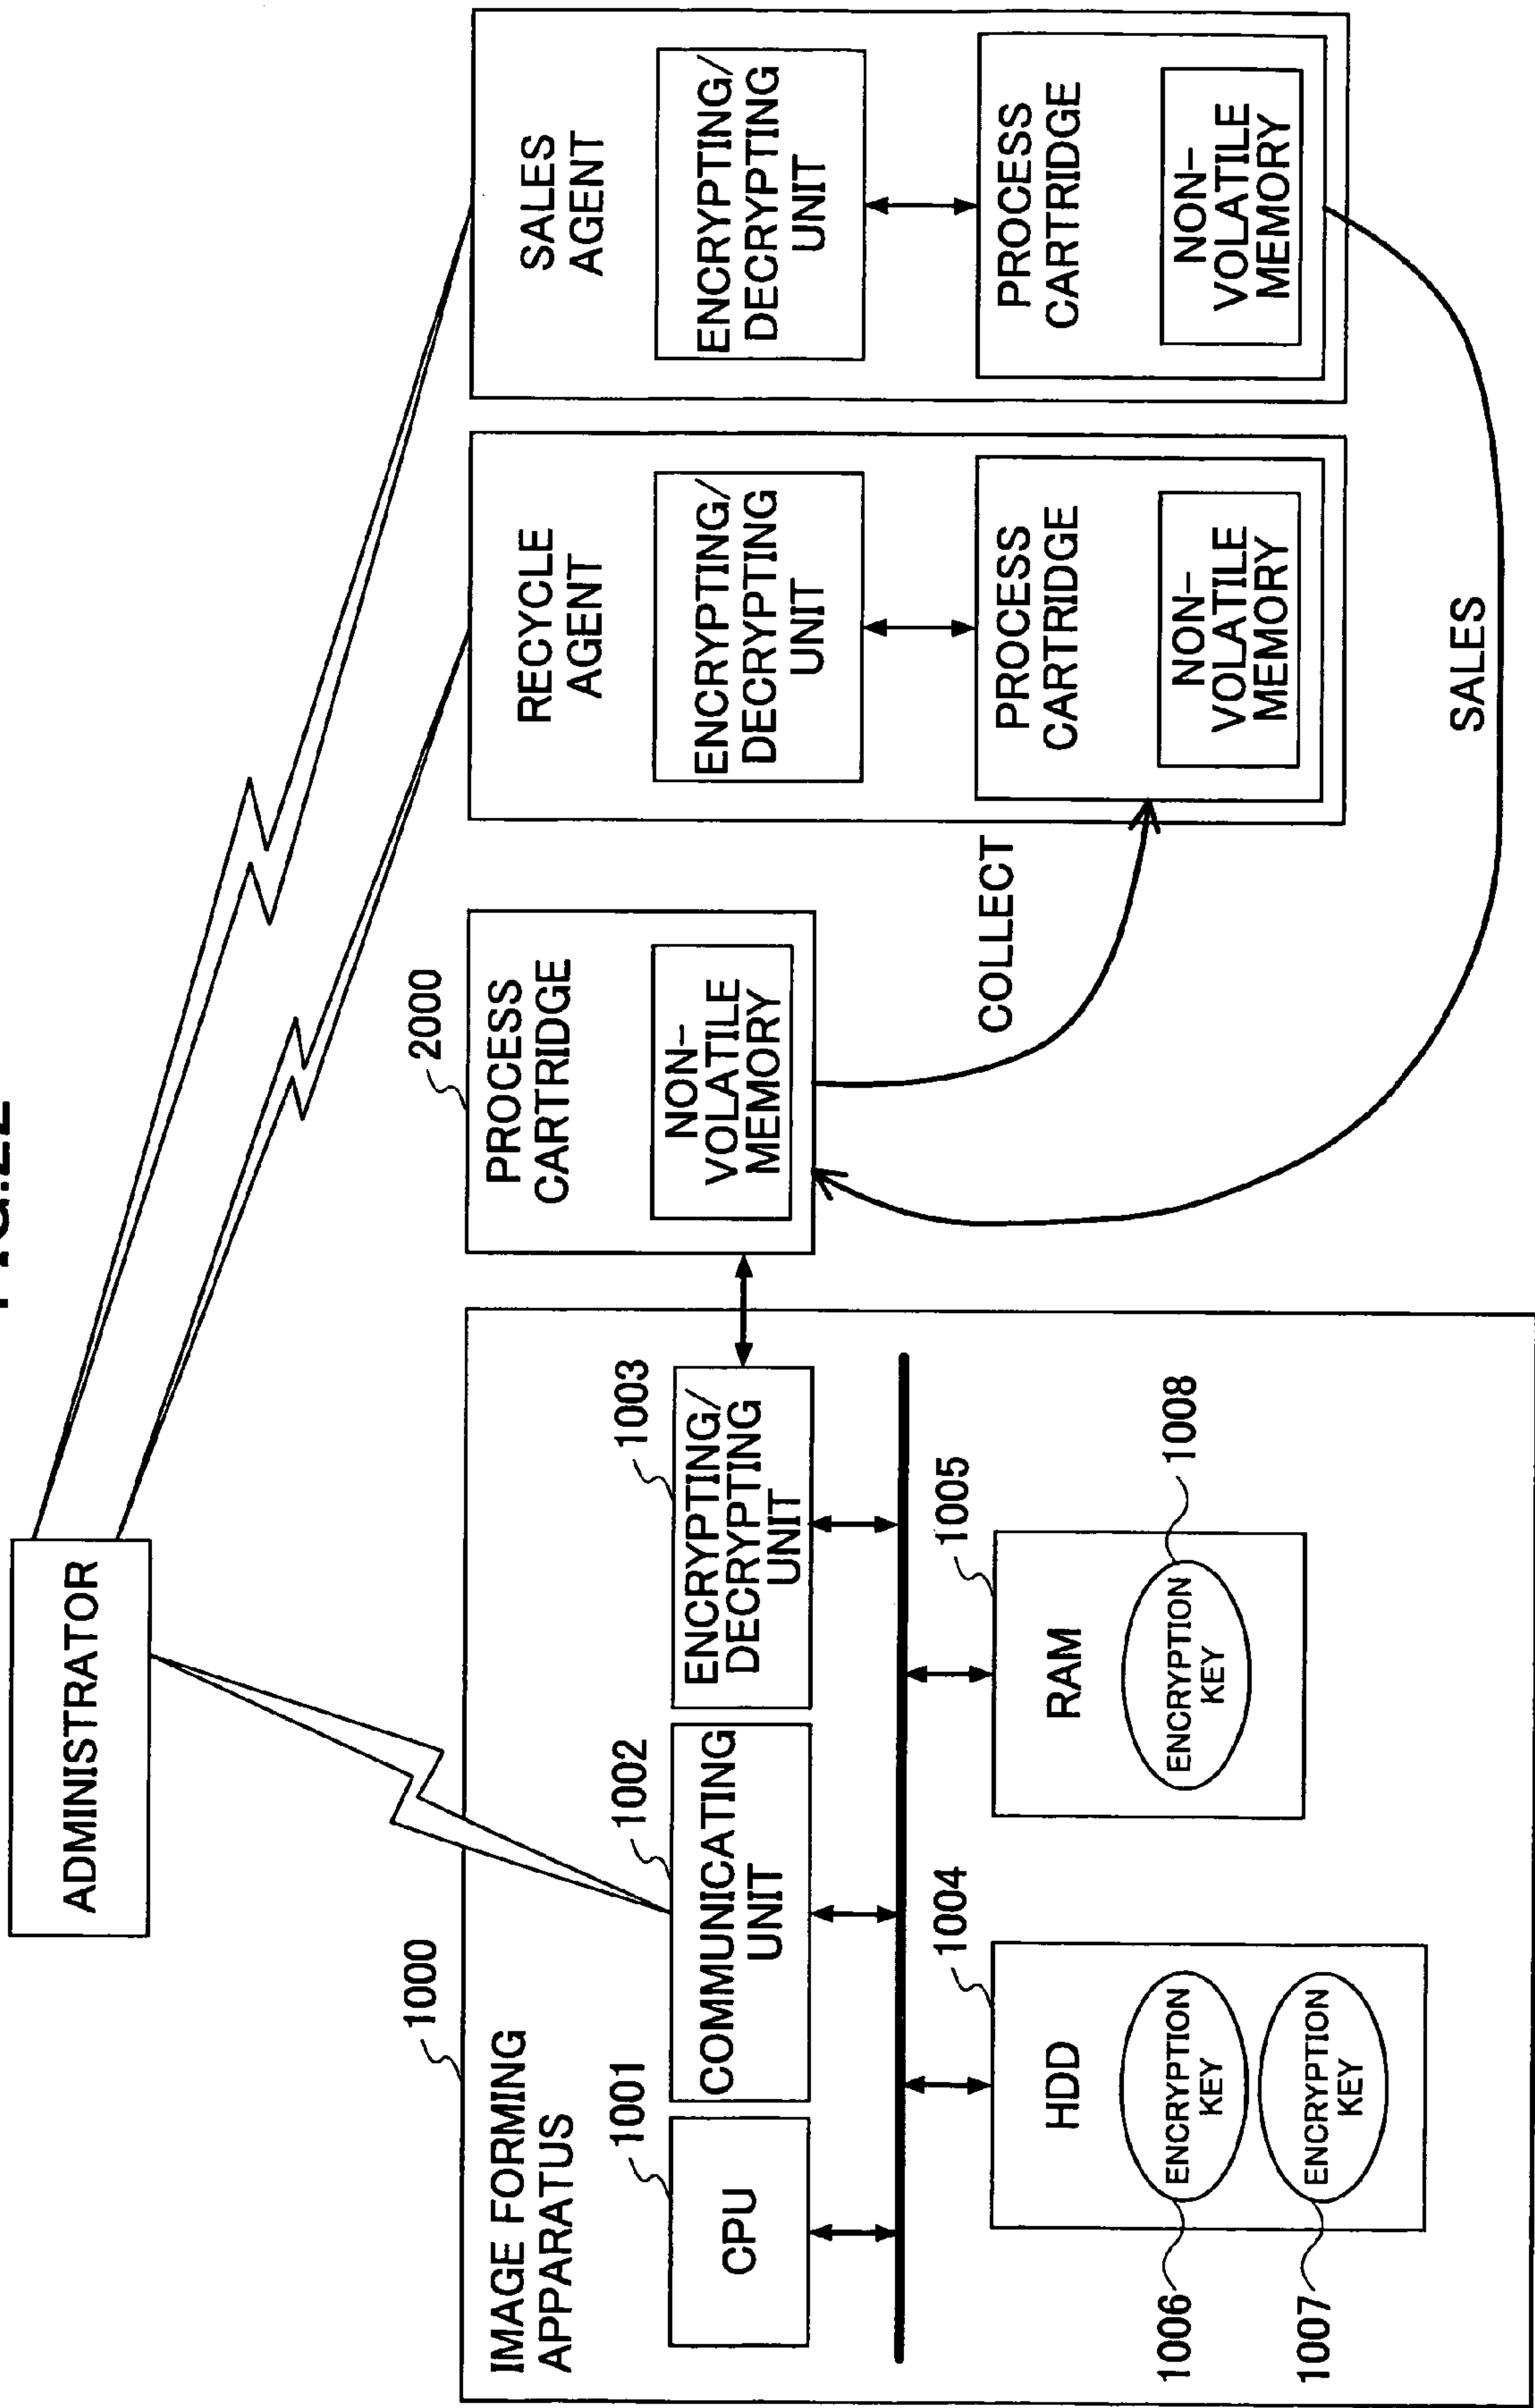 FIG.22
ADMINISTRATOR
1000
IMAGE FORMING
APPARATUS
1001
CPU
1002
COMMUNICATING
UNIT
1003
ENCRYPTING/
DECRYPTING
UNIT
1004
HDD
ENCRYPTION
KEY
1006
ENCRYPTION
KEY
1007
1005
RAM
ENCRYPTION
KEY
1008
2000
PROCESS
CARTRIDGE
NON-
VOLATILE
MEMORY
COLLECT
RECYCLE
AGENT
ENCRYPTING/
DECRYPTING
UNIT
PROCESS
CARTRIDGE
NON-
VOLATILE
MEMORY
SALES
AGENT
ENCRYPTING/
DECRYPTING
UNIT
PROCESS
CARTRIDGE
NON-
VOLATILE
MEMORY
SALES